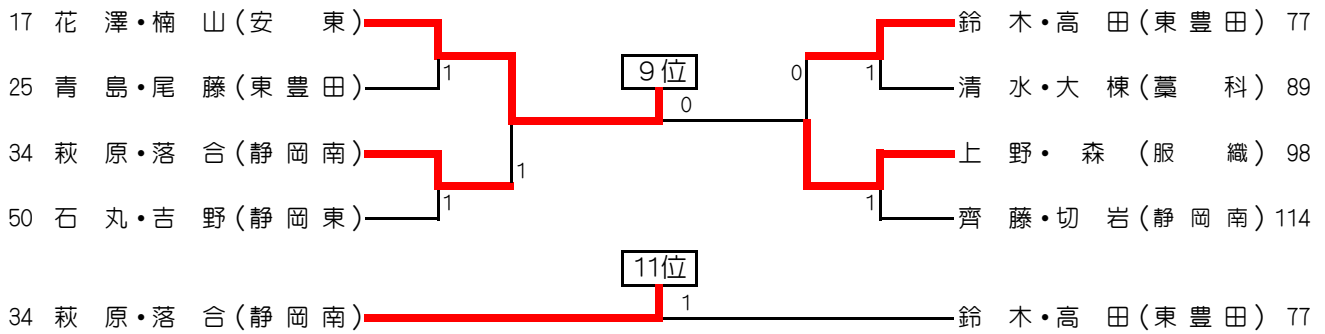 17 花 澤・楠 山(安 東) 鈴 木・高 田(東 豊 田) 77
9位
1 0 0 1
25 青 島・尾 藤(東 豊 田) 清 水・大 棟(藁 科) 89
34 萩 原・落 合(静 岡 南) 上 野・ 森 (服 織) 98
1
1 1
50 石 丸・吉 野(静 岡 東) 齊 藤・切 岩(静 岡 南) 114
11位
1
34 萩 原・落 合(静 岡 南) 鈴 木・高 田(東 豊 田) 77